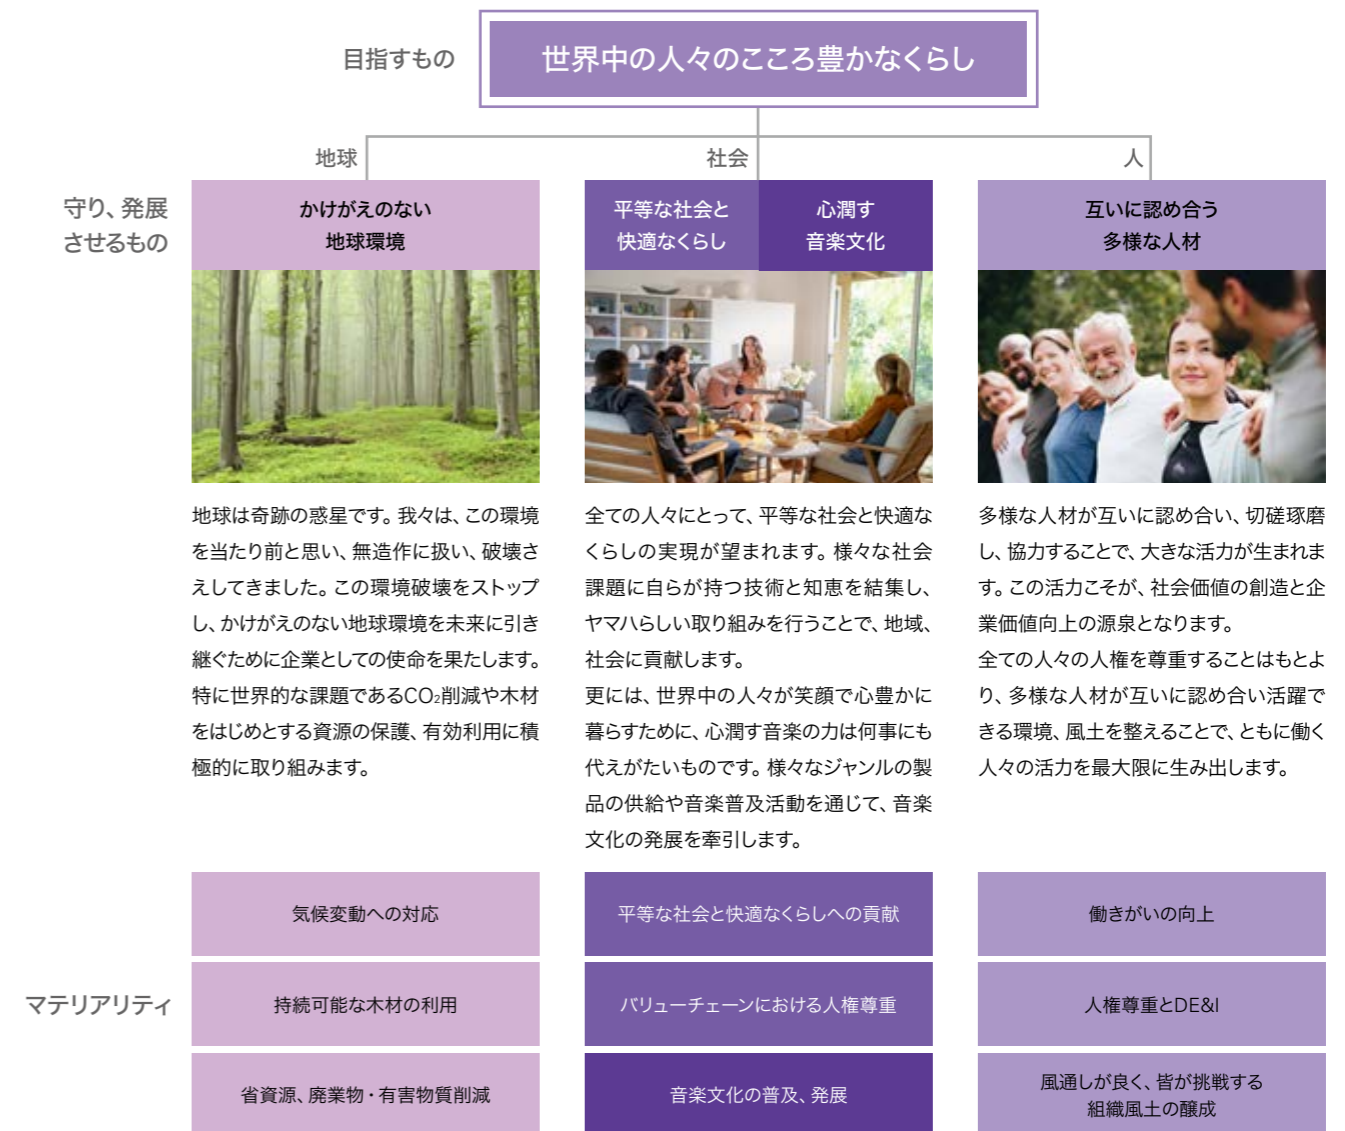 目指すもの
世界中の人々のこころ豊かなくらし
地球
社会
人
守り、発展
させるもの
かけがえのない
地球環境
平等な社会と
快適なくらし
心潤す
音楽文化
互いに認め合う
多様な人材
地球は奇跡の惑星です。我々は、この環境
を当たり前と思い、無造作に扱い、破壊さ
えしてきました。この環境破壊をストップ
し、かけがえのない地球環境を未来に引き
継ぐために企業としての使命を果たします。
特に世界的な課題であるCO₂削減や木材
をはじめとする資源の保護、有効利用に積
極的に取り組みます。
全ての人々にとって、平等な社会と快適な
くらしの実現が望まれます。様々な社会
課題に自らが持つ技術と知恵を結集し、
ヤマハらしい取り組みを行うことで、地域、
社会に貢献します。
更には、世界中の人々が笑顔で心豊かに
暮らすために、心潤す音楽の力は何事にも
代えがたいものです。様々なジャンルの製
品の供給や音楽普及活動を通じて、音楽
文化の発展を牽引します。
多様な人材が互いに認め合い、切磋琢磨
し、協力することで、大きな活力が生まれま
す。この活力こそが、社会価値の創造と企
業価値向上の源泉となります。
全ての人々の人権を尊重することはもとよ
り、多様な人材が互いに認め合い活躍で
きる環境、風土を整えることで、ともに働く
人々の活力を最大限に生み出します。
マテリアリティ
気候変動への対応
持続可能な木材の利用
省資源、廃棄物・有害物質削減
平等な社会と快適なくらしへの貢献
バリューチェーンにおける人権尊重
音楽文化の普及、発展
働きがいの向上
人権尊重とDE&I
風通しが良く、皆が挑戦する
組織風土の醸成